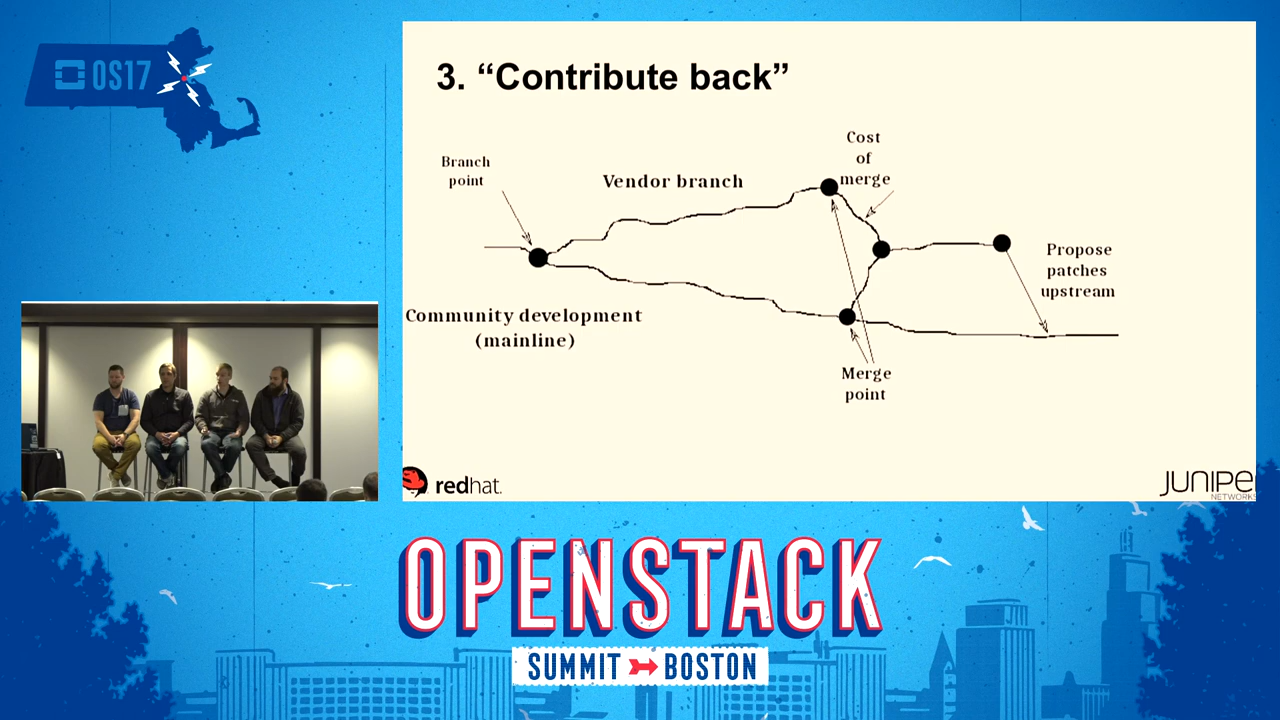 OS17
3. “Contribute back”
Cost
of
merge
Branch
point
Vendor branch
Propose
patches
upstream
Community development
(mainline)
Merge
point
redhat.
JUNIPE
NETWORKS
OPENSTACK
SUMMIT BOSTON